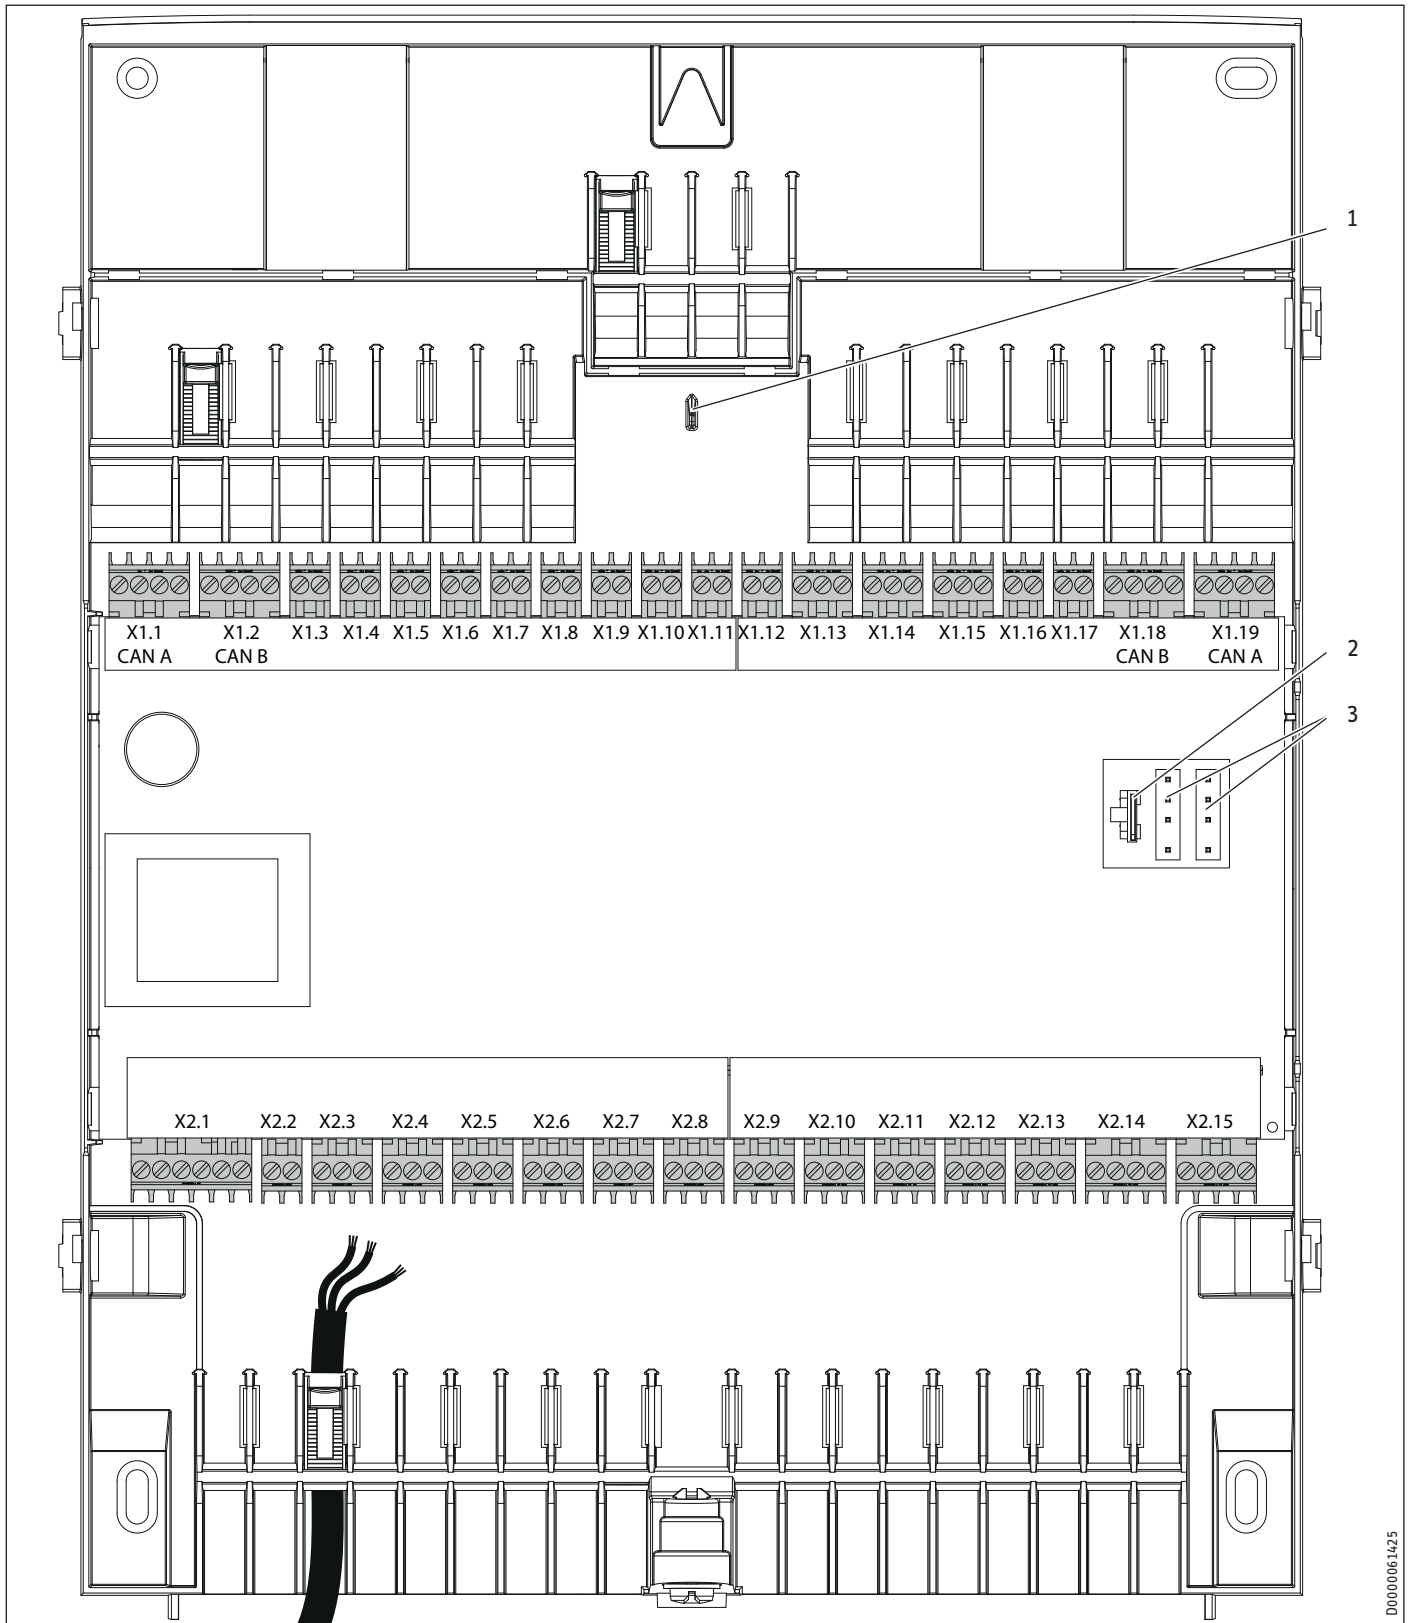 1
X1.1 X1.2 X1.3 X1.4 X1.5 X1.6 X1.7 X1.8 X1.9 X1.10 X1.11 X1.12 X1.13 X1.14 X1.15 X1.16 X1.17 X1.18 X1.19
CAN A CAN B CAN B CAN A
2
3
X2.1 X2.2 X2.3 X2.4 X2.5 X2.6 X2.7 X2.8 X2.9 X2.10 X2.11 X2.12 X2.13 X2.14 X2.15
D0000061425